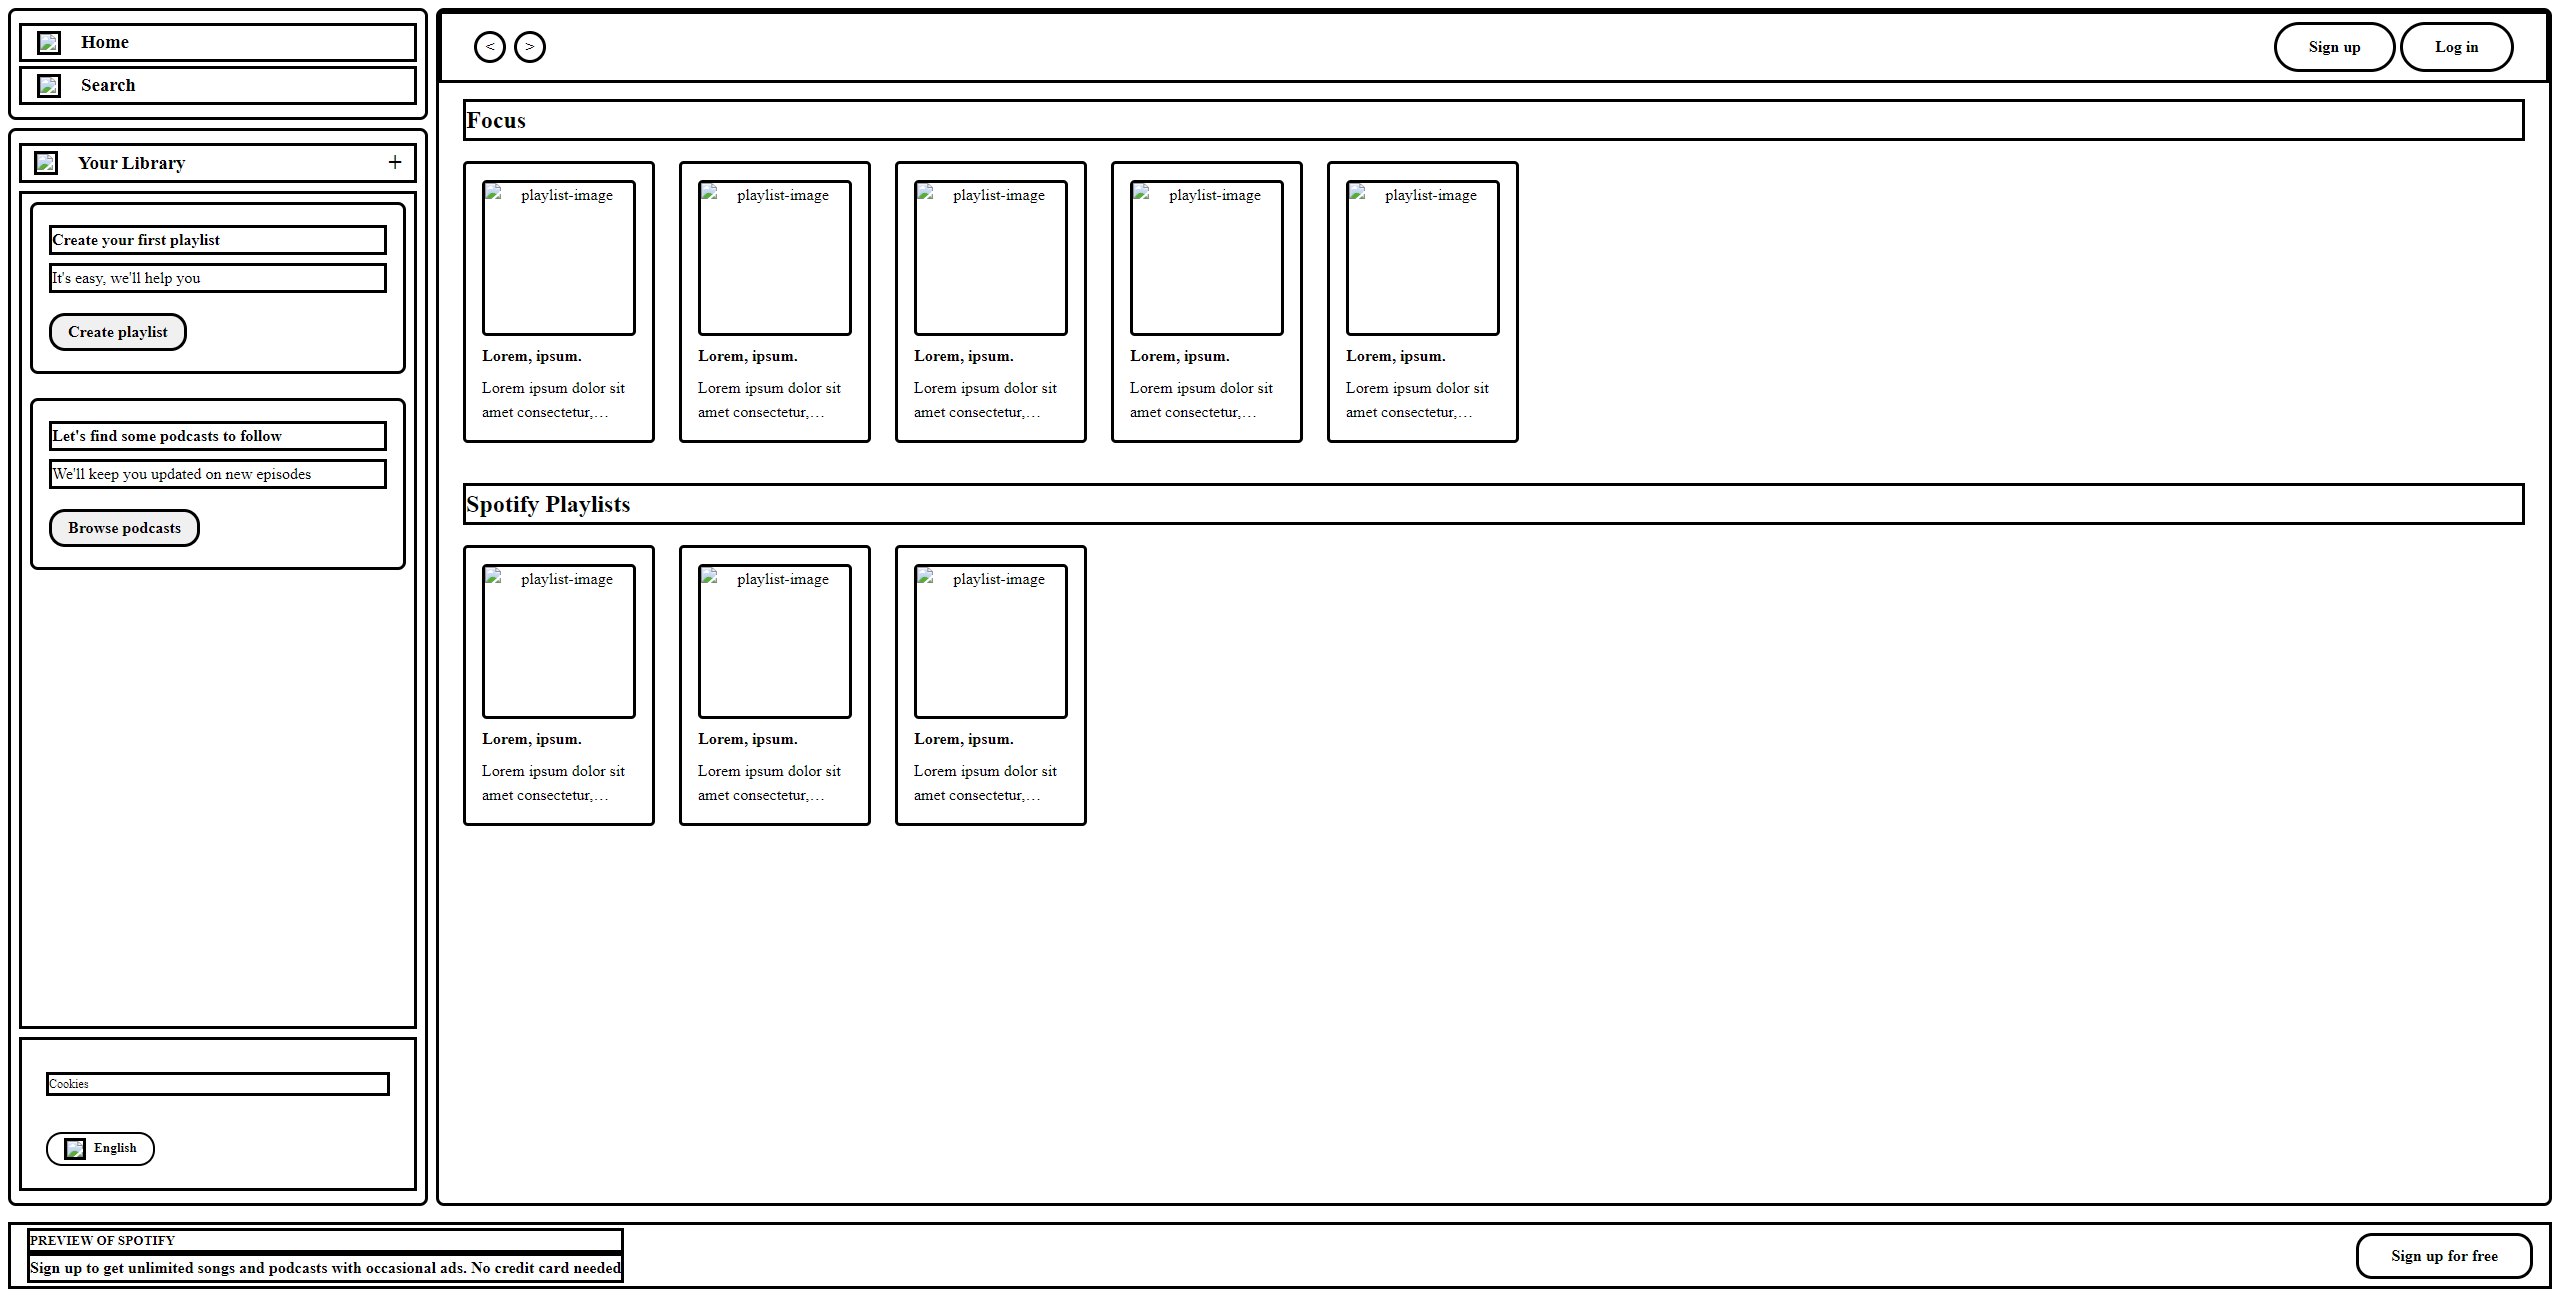 Home
Search
Your Library +
Create your first playlist
It's easy, we'll help you
Create playlist
Let's find some podcasts to follow
We'll keep you updated on new episodes
Browse podcasts
Cookies
English
< >
Sign up Log in
Focus
playlist-image playlist-image playlist-image playlist-image playlist-image
Lorem, ipsum. Lorem, ipsum. Lorem, ipsum. Lorem, ipsum. Lorem, ipsum.
Lorem ipsum dolor sit Lorem ipsum dolor sit Lorem ipsum dolor sit Lorem ipsum dolor sit Lorem ipsum dolor sit
amet consectetur,... amet consectetur,... amet consectetur,... amet consectetur,... amet consectetur,...
Spotify Playlists
playlist-image playlist-image playlist-image
Lorem, ipsum. Lorem, ipsum. Lorem, ipsum.
Lorem ipsum dolor sit Lorem ipsum dolor sit Lorem ipsum dolor sit
amet consectetur,... amet consectetur,... amet consectetur,...
PREVIEW OF SPOTIFY
Sign up to get unlimited songs and podcasts with occasional ads. No credit card needed
Sign up for free